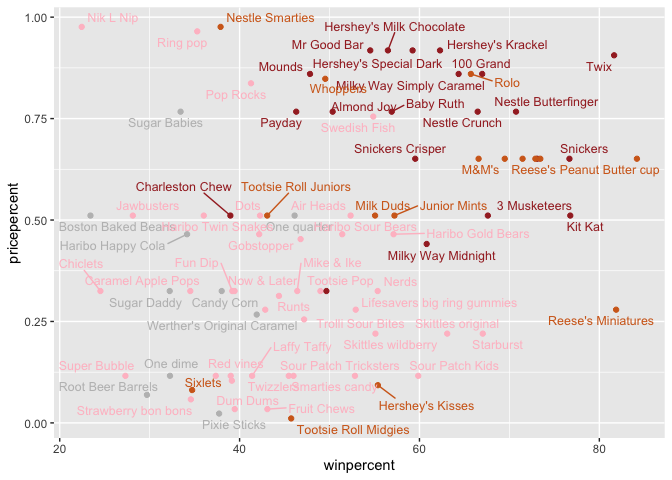 Nik L Nip
Nestle Smarties
Ring pop
Hershey's Milk Chocolate
Mr Good Bar
Hershey's Krackel
Hershey's Special Dark
100 Grand
Mounds
Twix
Whoppers
Milky Way Simply Caramel
Rolo
Pop Rocks
Almond Joy
Baby Ruth
Nestle Butterfinger
Sugar Babies
Payday
Swedish Fish
Nestle Crunch
Snickers Crisper
Snickers
M&M's
Reese's Peanut Butter cup
Charleston Chew
Tootsie Roll Juniors
Jawbusters
Dots
Air Heads
Milk Duds
Junior Mints
3 Musketeers
Boston Baked Beans
Haribo Twin Snakes
One quarter
Haribo Sour Bears
Kit Kat
Haribo Happy Cola
Gobstopper
Haribo Gold Bears
Milky Way Midnight
Chiclets
Fun Dip
Mike & Ike
Caramel Apple Pops
Now & Later
Tootsie Pop
Nerds
Sugar Daddy
Candy Corn
Runts
Lifesavers big ring gummies
Werther's Original Caramel
Trolli Sour Bites
Skittles original
Reese's Miniatures
Skittles wildberry
Starburst
Laffy Taffy
Super Bubble
One dime
Red vines
Sour Patch Tricksters
Sour Patch Kids
Root Beer Barrels
Sixlets
Twizzlers
Smarties candy
Strawberry bon bons
Dum Dums
Fruit Chews
Hershey's Kisses
Pixie Sticks
Tootsie Roll Midgies
1.00
0.75
0.50
0.25
0.00
pricepercent
20
40
60
80
winpercent